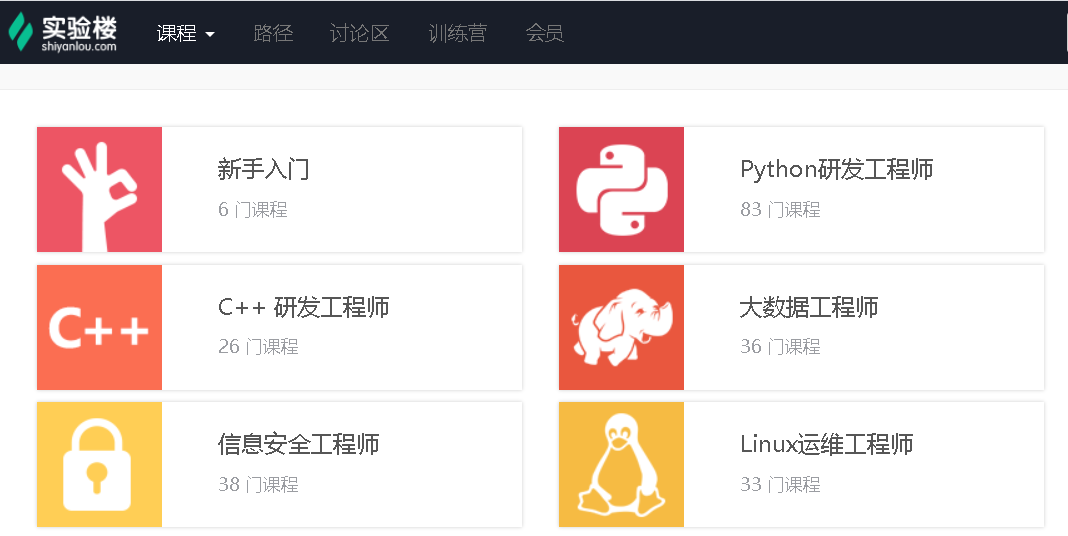 实验楼
shiyanlou.com
课程 路径 讨论区 训练营 会员
新手入门
6 门课程
Python研发工程师
83 门课程
C++
C++ 研发工程师
26 门课程
大数据工程师
36 门课程
信息安全工程师
38 门课程
Linux运维工程师
33 门课程